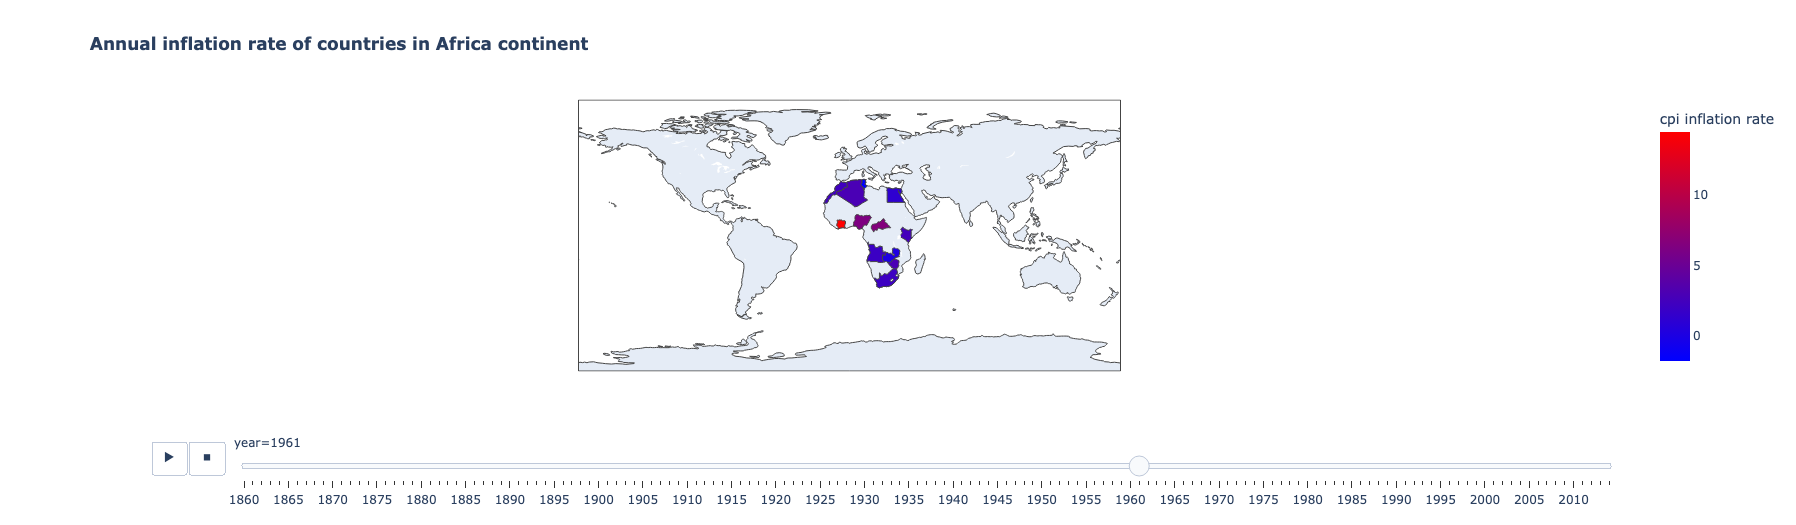 Annual inflation rate of countries in Africa continent
cpi inflation rate
10
5
0
year=1961
1860 1865 1870 1875 1880 1885 1890 1895 1900 1905 1910 1915 1920 1925 1930 1935 1940 1945 1950 1955 1960 1965 1970 1975 1980 1985 1990 1995 2000 2005 2010